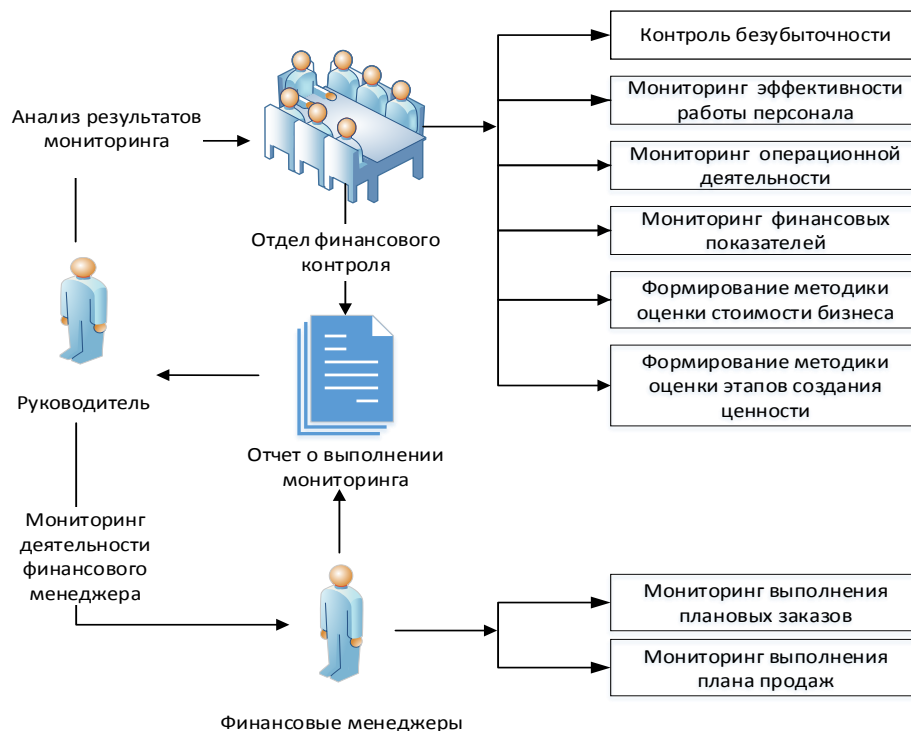 Анализ результатов
мониторинга
Отдел финансового
контроля
Руководитель
Отчет о выполнении
мониторинга
Мониторинг
деятельности
финансового
менеджера
Финансовые менеджеры
Контроль безубыточности
Мониторинг эффективности
работы персонала
Мониторинг операционной
деятельности
Мониторинг финансовых
показателей
Формирование методики
оценки стоимости бизнеса
Формирование методики
оценки этапов создания
ценности
Мониторинг выполнения
плановых заказов
Мониторинг выполнения
плана продаж